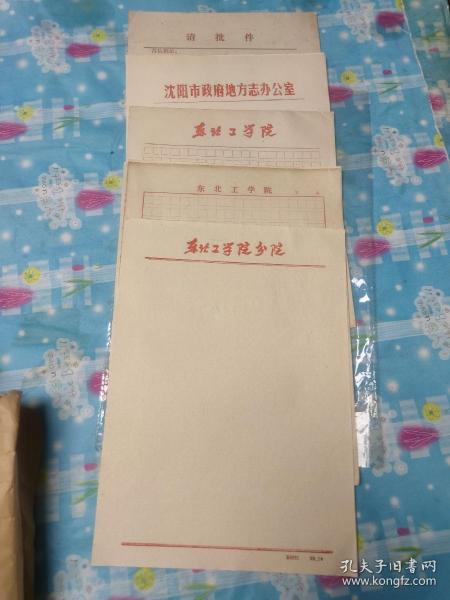 请批件
沈阳市政府地方志办公室
东北工学院
东北工学院
东北工学院分院
孔夫子旧书网
www.kongfz.com